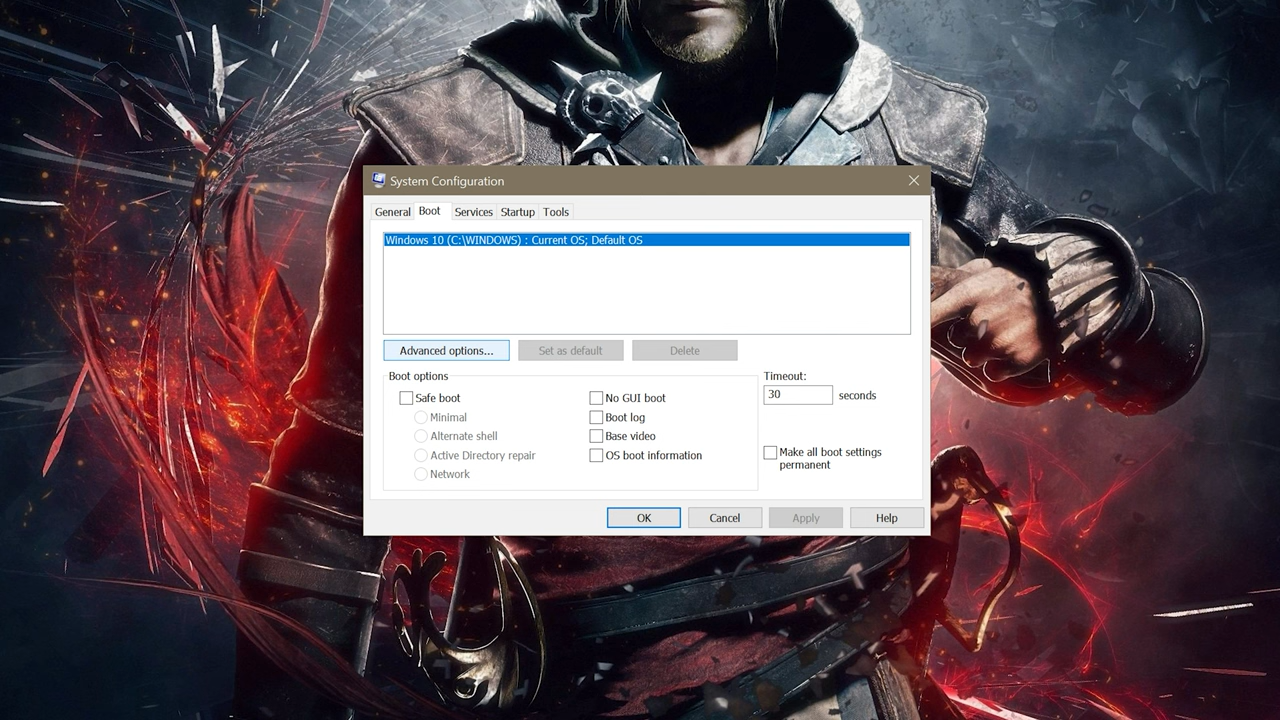 System Configuration
General Boot Services Startup Tools
Windows 10 (C:\WINDOWS) : Current OS; Default OS
Advanced options... Set as default Delete
Boot options
Safe boot
Minimal
Alternate shell
Active Directory repair
Network
No GUI boot
Boot log
Base video
OS boot information
Timeout:
30 seconds
Make all boot settings
permanent
OK Cancel Apply Help